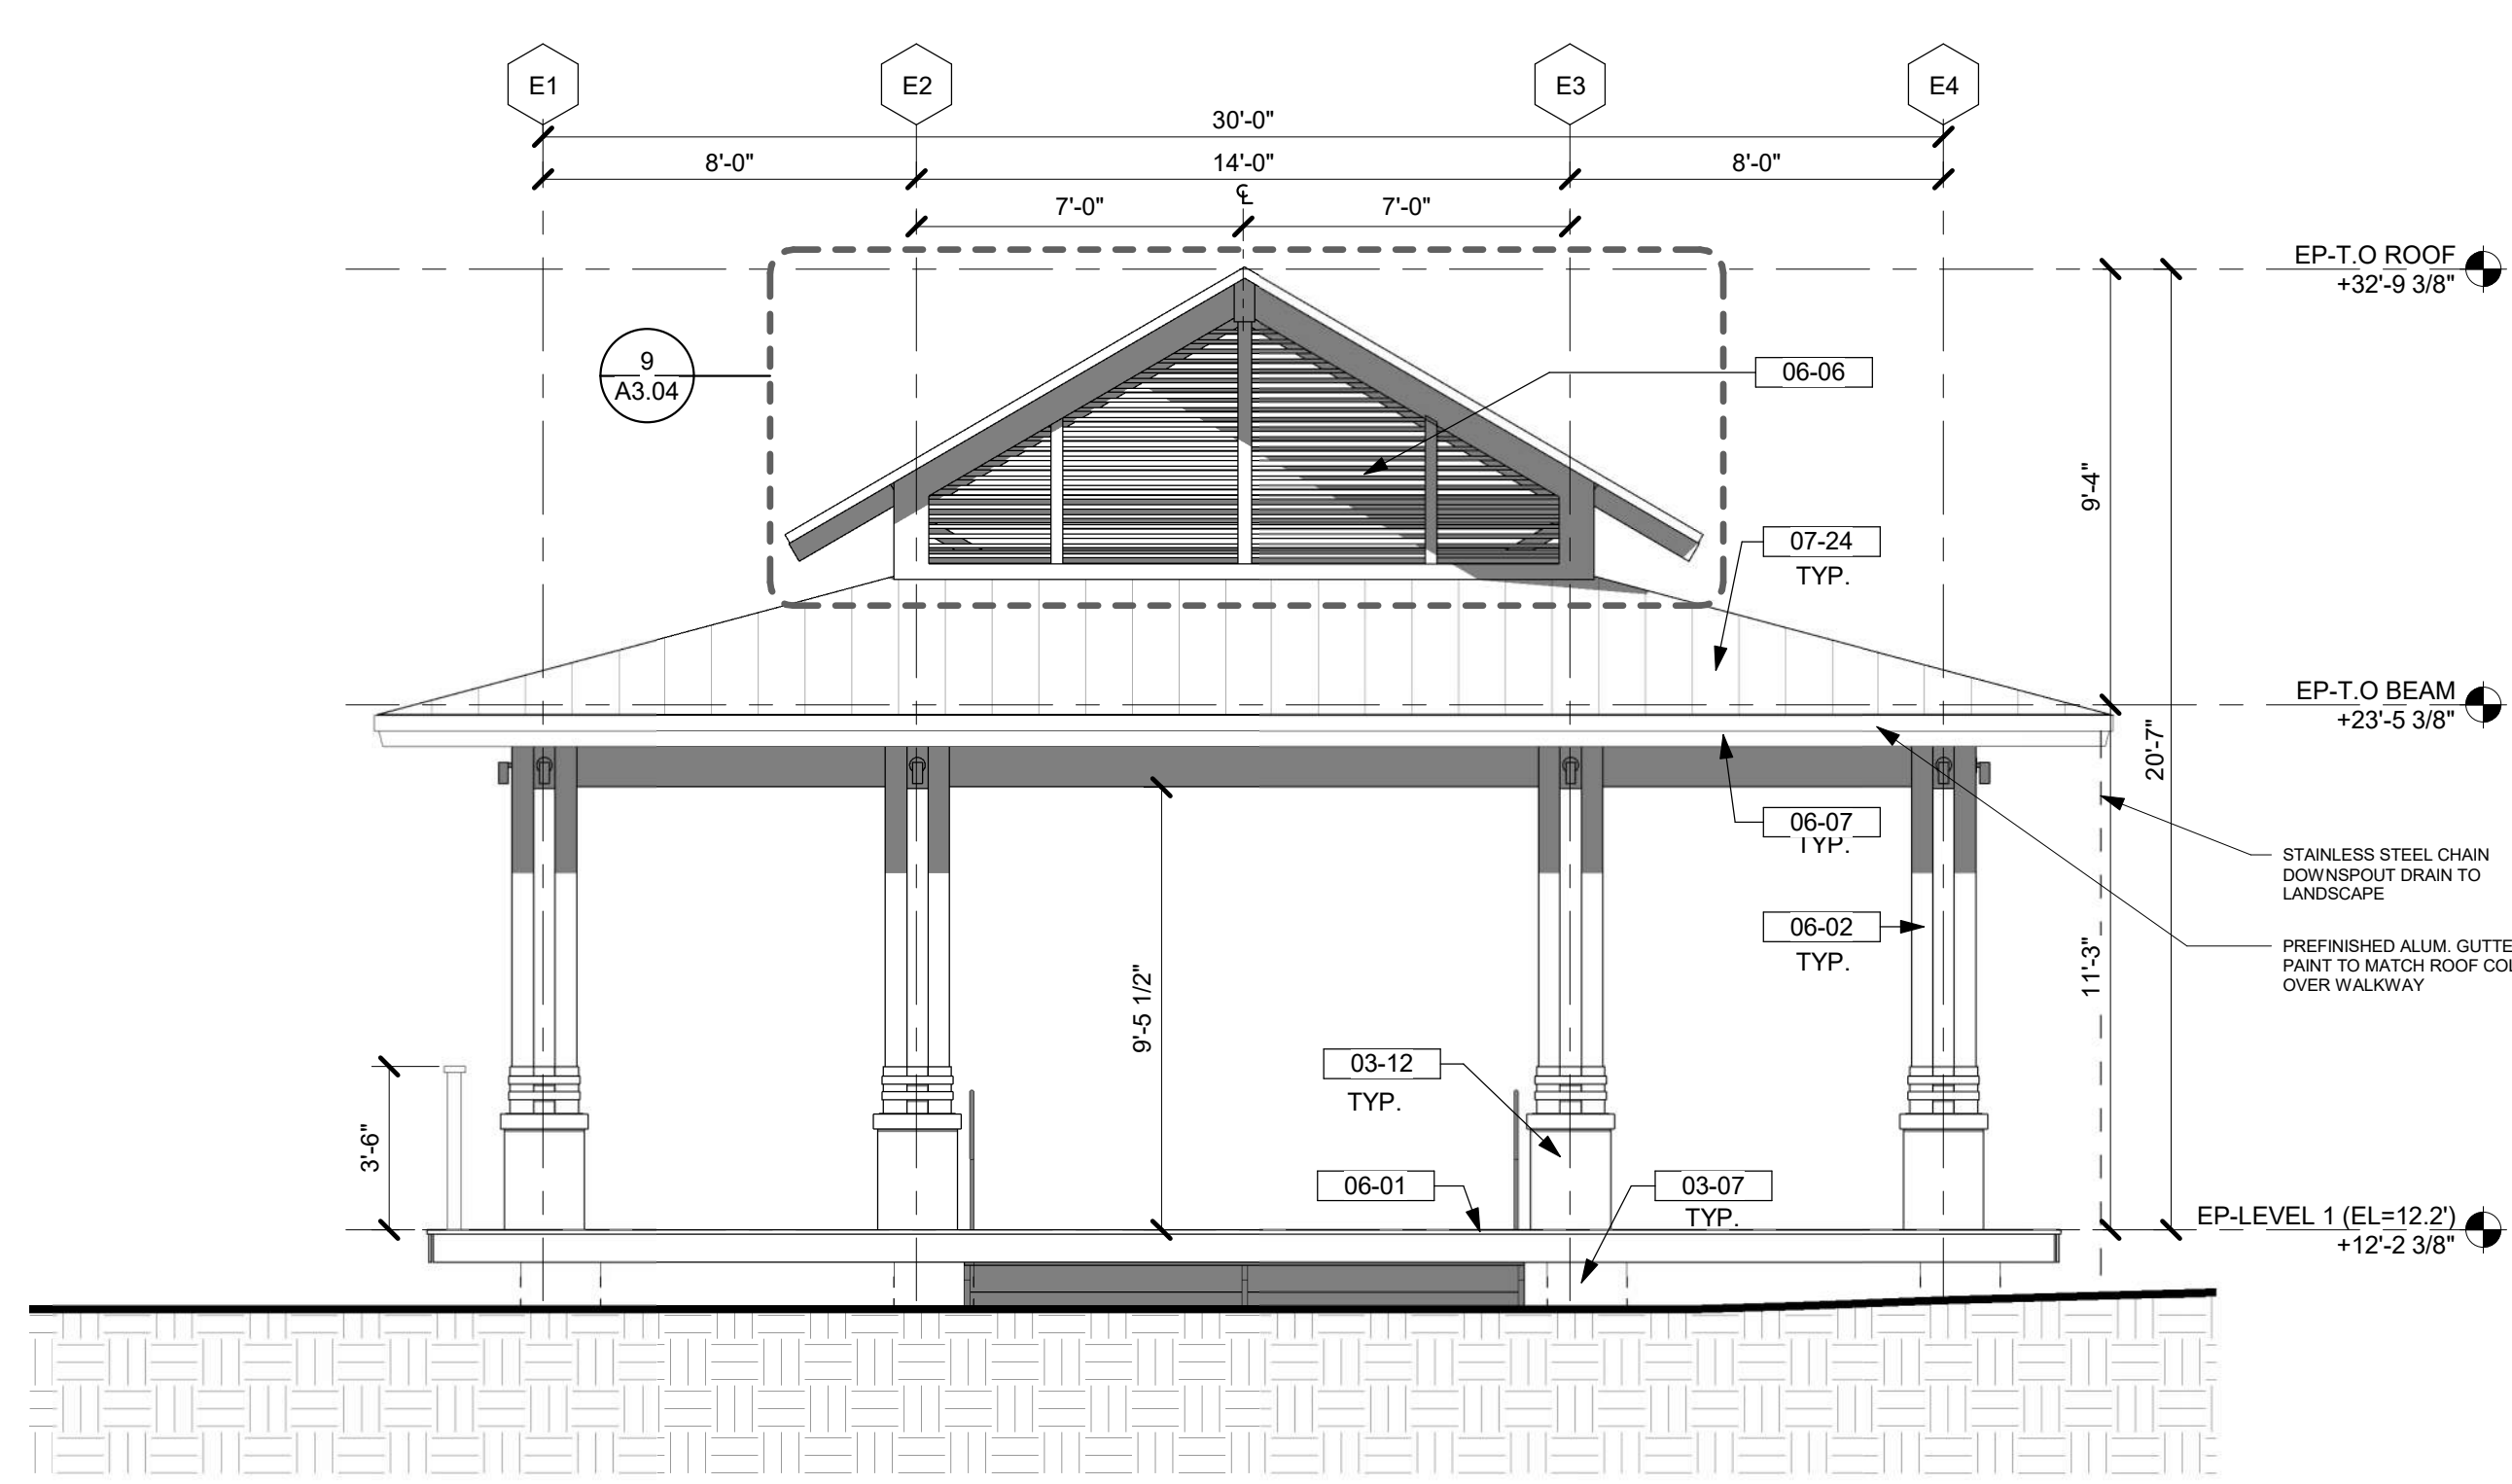 E1
E2
E3
E4
30'-0"
8'-0"
14'-0"
8'-0"
℄
7'-0"
7'-0"
EP-T.O ROOF
+32'-9 3/8"
9
A3.04
06-06
9'-4"
07-24
TYP.
EP-T.O BEAM
+23'-5 3/8"
20'-7"
06-07
TYP.
STAINLESS STEEL CHAIN
DOWNSPOUT DRAIN TO
LANDSCAPE
06-02
TYP.
PREFINISHED ALUM. GUTTE
PAINT TO MATCH ROOF COL
OVER WALKWAY
11'-3"
9'-5 1/2"
03-12
TYP.
3'-6"
06-01
03-07
TYP.
EP-LEVEL 1 (EL=12.2')
+12'-2 3/8"